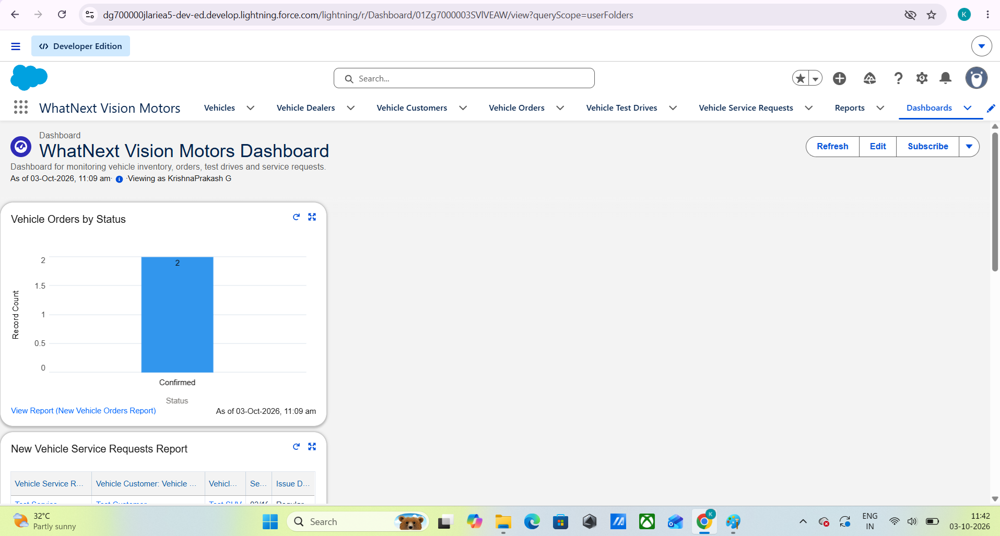 dg700000jlariea5-dev-ed.develop.lightning.force.com/lightning/r/Dashboard/01Zg7000003SVlVEAW/view?queryScope=userFolders
K
Developer Edition
Search...
WhatNext Vision Motors
Vehicles
Vehicle Dealers
Vehicle Customers
Vehicle Orders
Vehicle Test Drives
Vehicle Service Requests
Reports
Dashboards
Dashboard
WhatNext Vision Motors Dashboard
Dashboard for monitoring vehicle inventory, orders, test drives and service requests.
As of 03-Oct-2026, 11:09 am· ·Viewing as KrishnaPrakash G
Refresh
Edit
Subscribe
Vehicle Orders by Status
2
1.5
1
0.5
0
Record Count
2
Confirmed
Status
View Report (New Vehicle Orders Report)
As of 03-Oct-2026, 11:09 am
New Vehicle Service Requests Report
Vehicle Service R...
Vehicle Customer: Vehicle ...
Vehicl...
Se...
Issue D...
Test Service
Test Customer
Test SUV
32°C
Partly sunny
Search
K
ENG
IN
11:42
03-10-2026